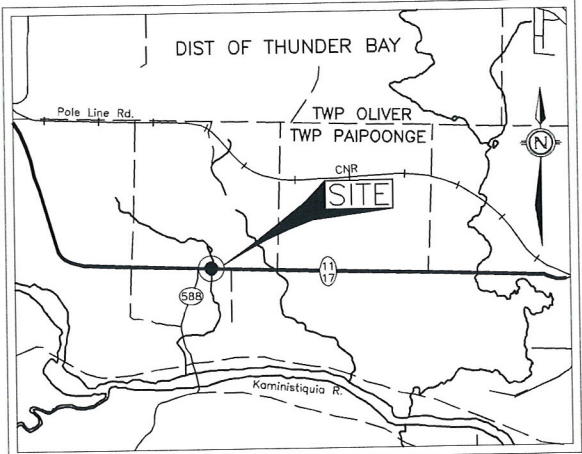 DIST OF THUNDER BAY
Pole Line Rd.
TWP OLIVER
TWP PAIPOONGE
N
CNR
SITE
11
17
588
Kaministiquia R.